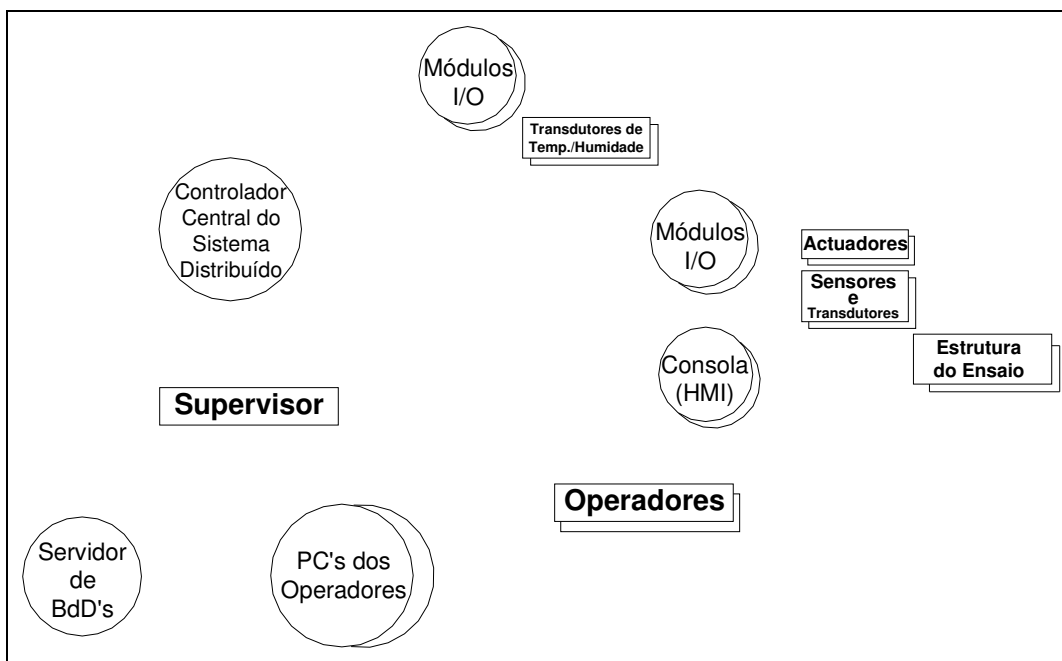 Módulos
I/O
Transdutores de
Temp./Humidade
Controlador
Central do
Sistema
Distribuído
Módulos
I/O
Actuadores
Sensores
e
Transdutores
Estrutura
do Ensaio
Consola
(HMI)
Supervisor
Operadores
Servidor
de
BdD's
PC's dos
Operadores